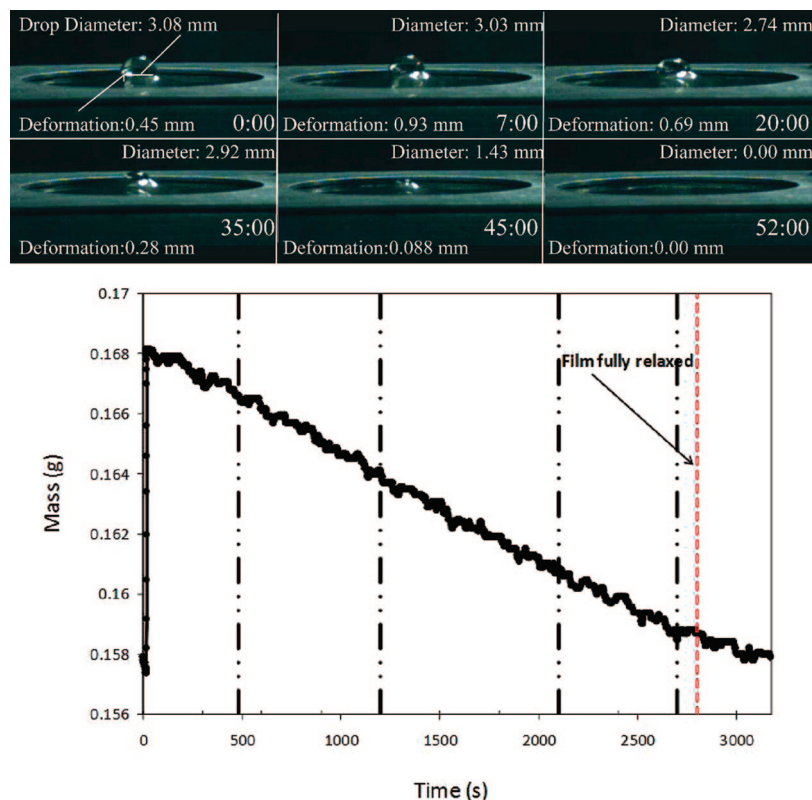 Drop Diameter: 3.08 mm
Deformation:0.45 mm 0:00
Diameter: 3.03 mm
Deformation: 0.93 mm 7:00
Diameter: 2.74 mm
Deformation: 0.69 mm 20:00
Diameter: 2.92 mm
35:00
Deformation:0.28 mm
Diameter: 1.43 mm
45:00
Deformation:0.088 mm
Diameter: 0.00 mm
52:00
Deformation:0.00 mm
0.17
0.168
0.166
0.164
0.162
0.16
0.158
0.156
Mass (g)
Film fully relaxed
0 500 1000 1500 2000 2500 3000
Time (s)